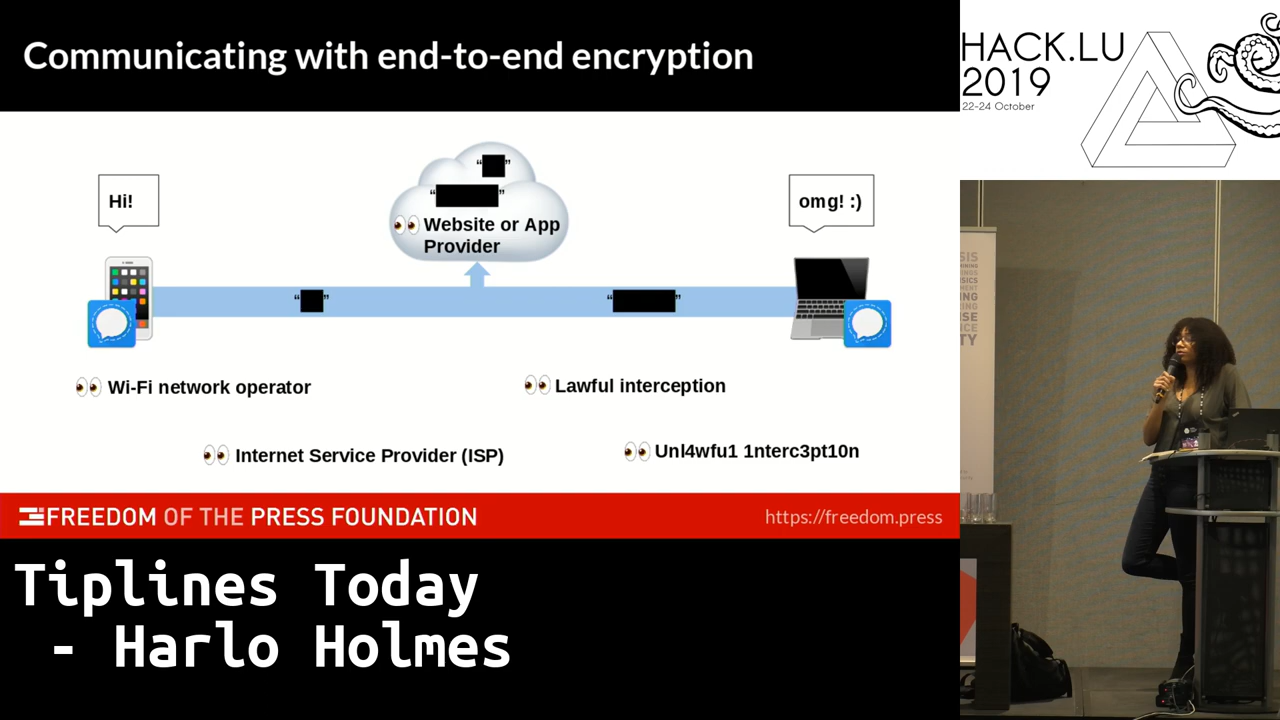 Communicating with end-to-end encryption
HACK.LU
2019
22-24 October
Hi!
“ ”
“ ”
Website or App
Provider
omg! :)
“ ”
“ ”
Wi-Fi network operator
Lawful interception
Internet Service Provider (ISP)
Unl4wfu1 1nterc3pt10n
FREEDOM OF THE PRESS FOUNDATION
https://freedom.press
Tiplines Today
- Harlo Holmes